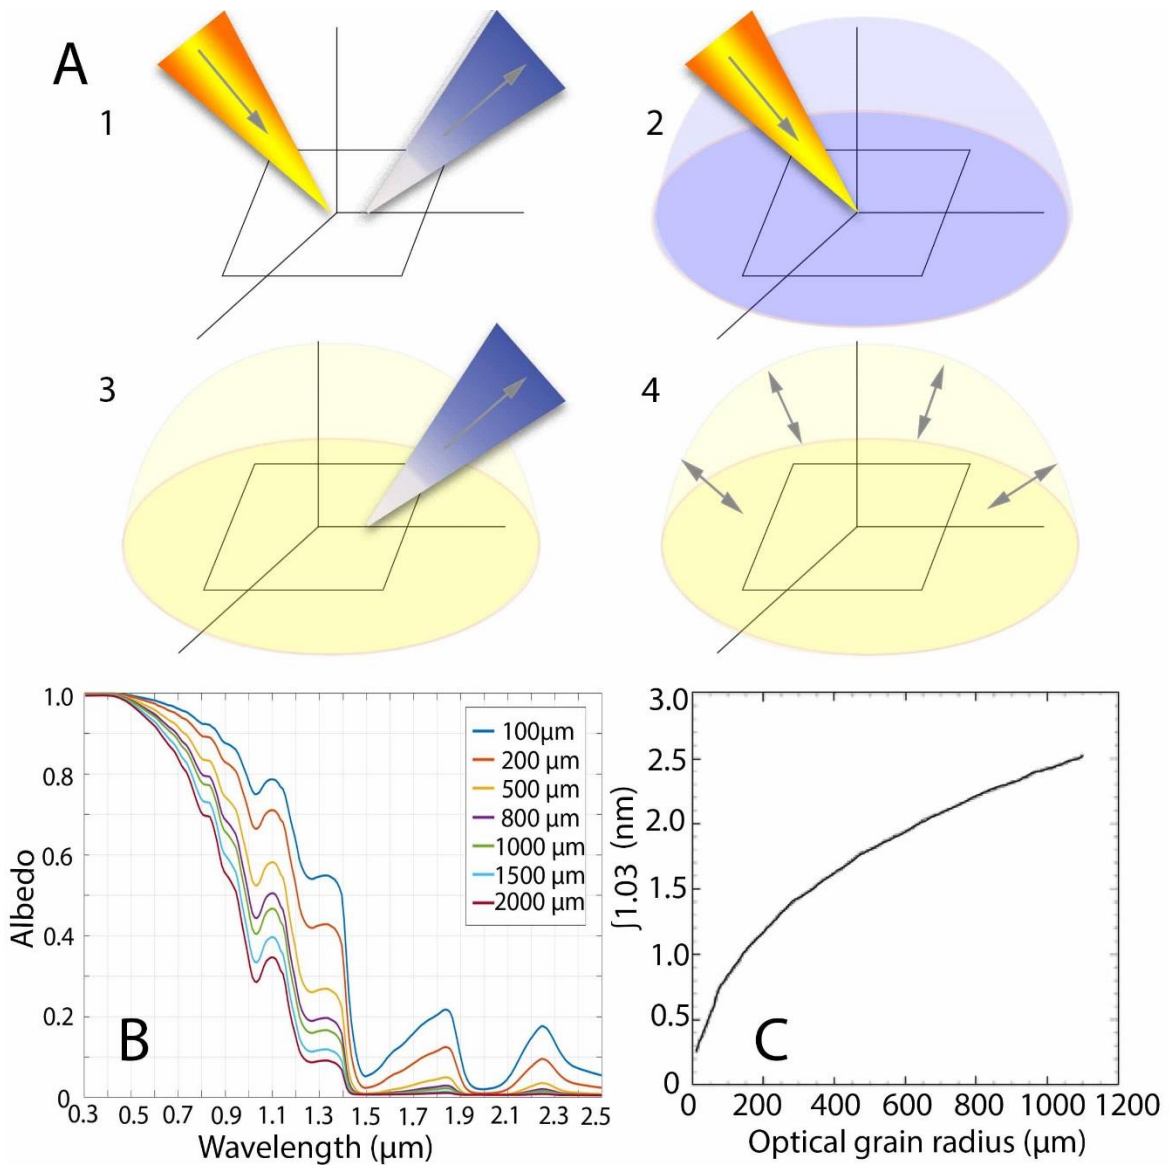 A
1
2
3
4
1.0
0.8
0.6
0.4
0.2
0
Albedo
100µm
200 µm
500 µm
800 µm
1000 µm
1500 µm
2000 µm
B
0.3 0.5 0.7 0.9 1.1 1.3 1.5 1.7 1.9 2.1 2.3 2.5
Wavelength (µm)
3.0
2.5
2.0
1.5
1.0
0.5
0
∫1.03 (nm)
C
0 200 400 600 800 1000 1200
Optical grain radius (µm)